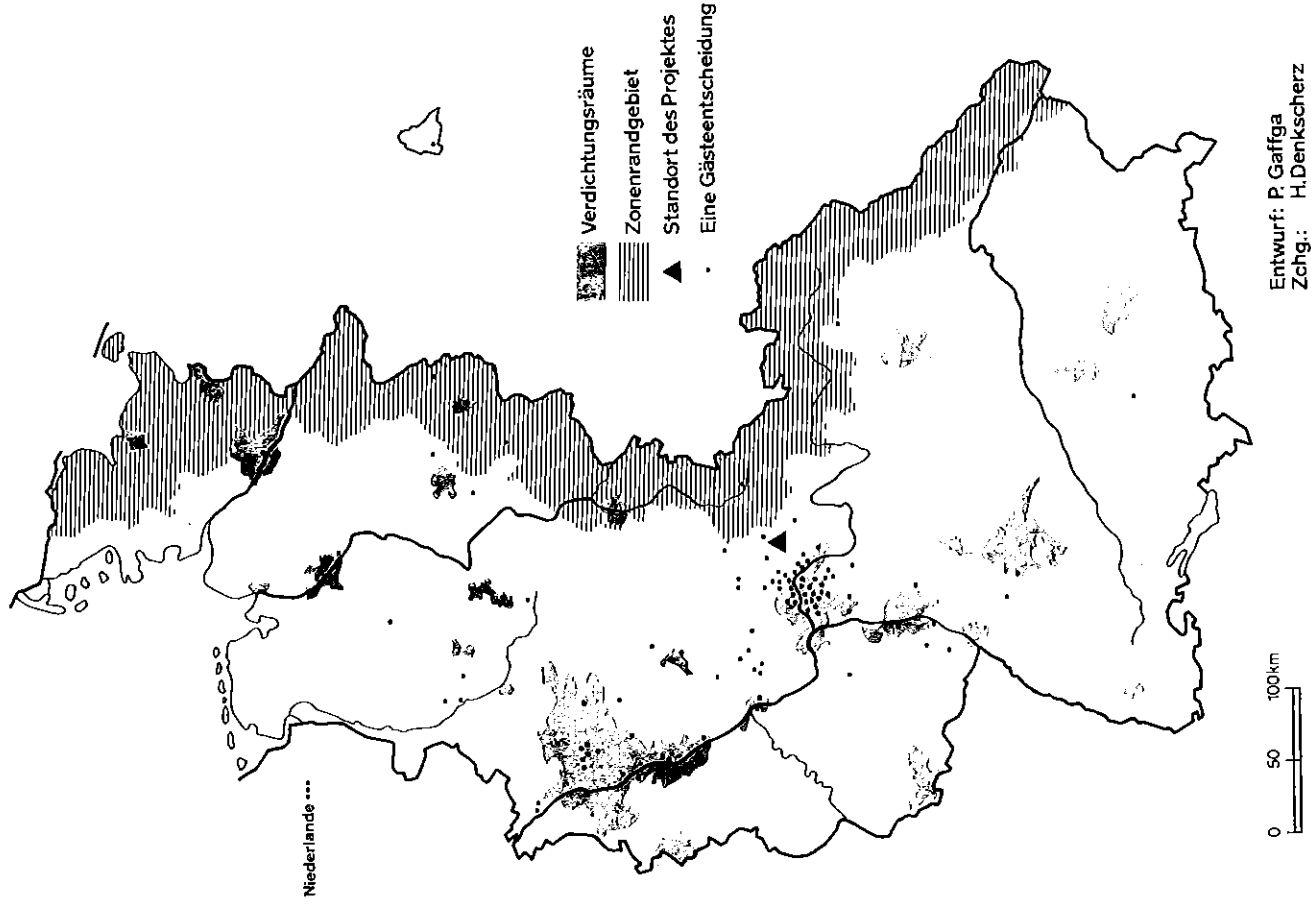 Niederlande •••
Verdichtungsräume
Zonenrandgebiet
Standort des Projektes
Eine Gästeentscheidung
0 50 100km
Entwurf: P. Gaffga
Zchg.: H. Denkscherz